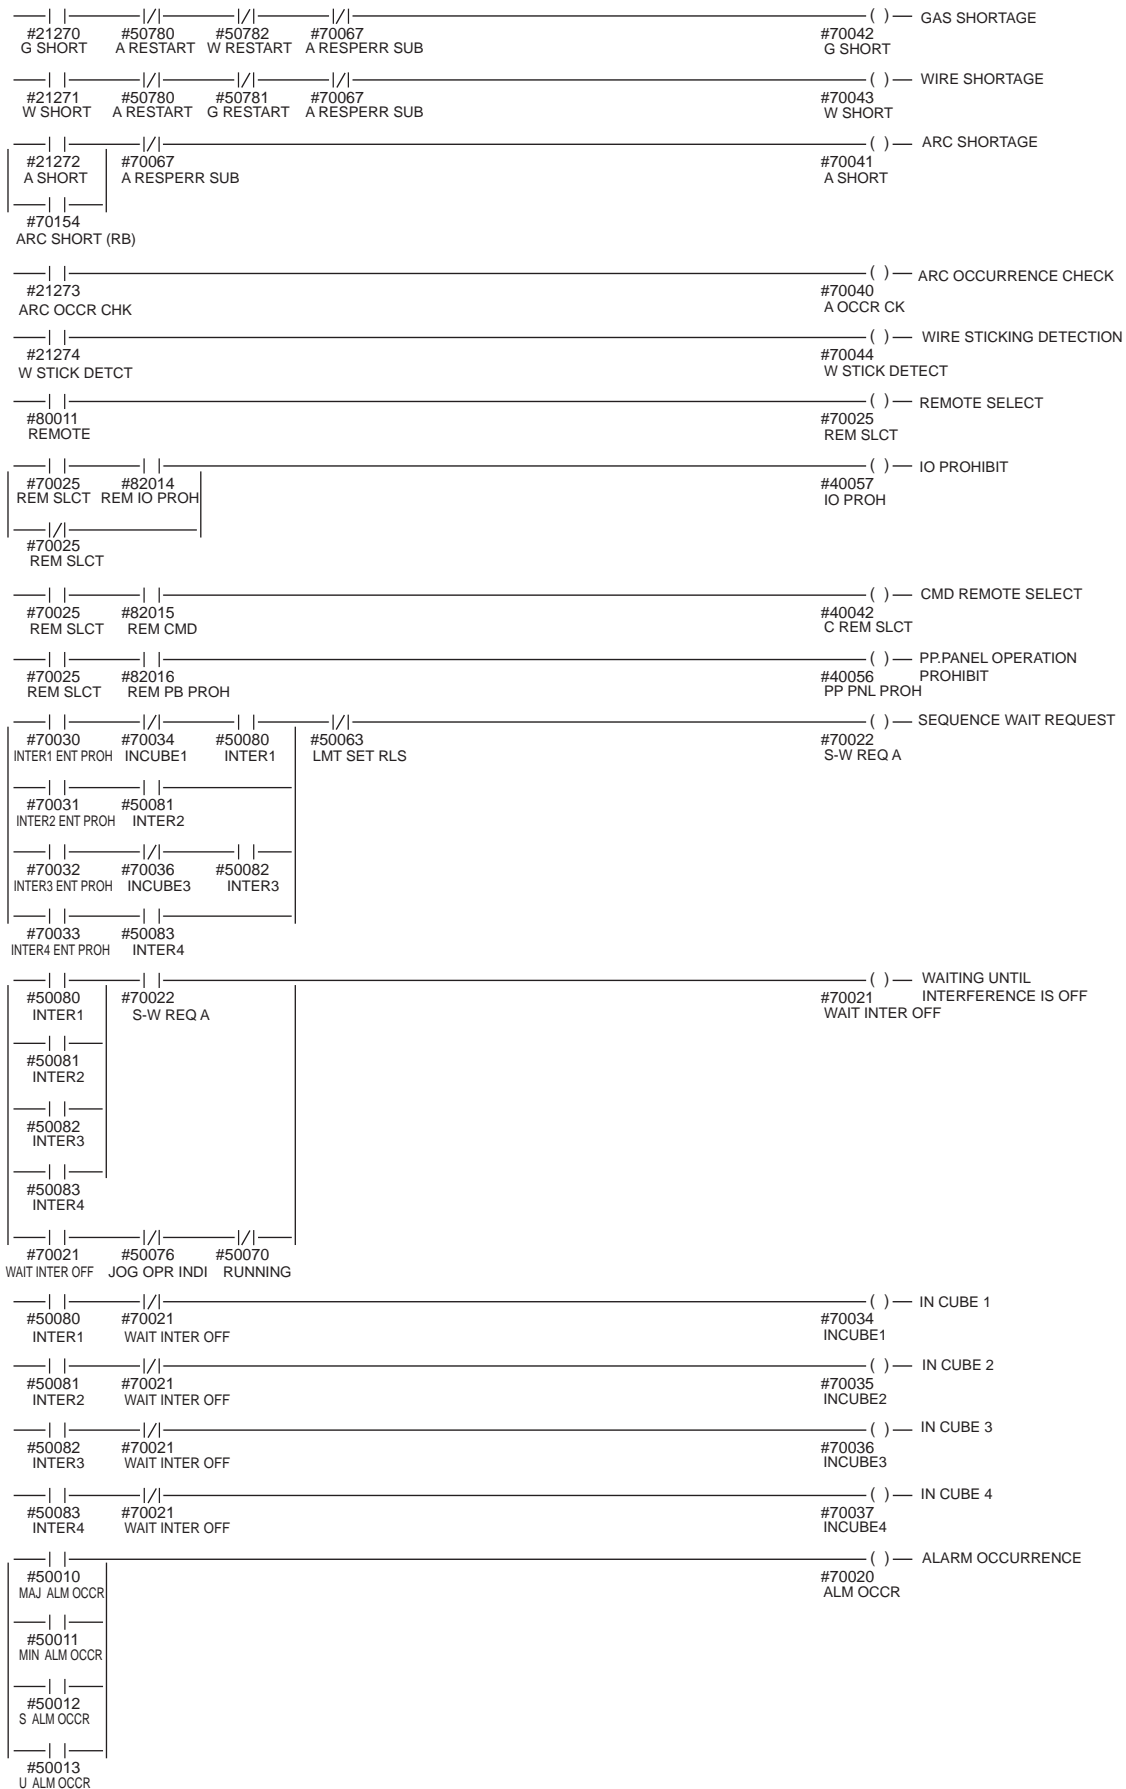 GAS SHORTAGE
#21270 #50780 #50782 #70067 #70042
G SHORT A RESTART W RESTART A RESPERR SUB G SHORT
WIRE SHORTAGE
#21271 #50780 #50781 #70067 #70043
W SHORT A RESTART G RESTART A RESPERR SUB W SHORT
ARC SHORTAGE
#21272 #70067 #70041
A SHORT A RESPERR SUB A SHORT
#70154
ARC SHORT (RB)
ARC OCCURRENCE CHECK
#21273 #70040
ARC OCCR CHK A OCCR CK
WIRE STICKING DETECTION
#21274 #70044
W STICK DETCT W STICK DETECT
REMOTE SELECT
#80011 #70025
REMOTE REM SLCT
IO PROHIBIT
#70025 #82014 #40057
REM SLCT REM IO PROH IO PROH
#70025
REM SLCT
CMD REMOTE SELECT
#70025 #82015 #40042
REM SLCT REM CMD C REM SLCT
PP.PANEL OPERATION
#70025 #82016 #40056 PROHIBIT
REM SLCT REM PB PROH PP PNL PROH
SEQUENCE WAIT REQUEST
#70030 #70034 #50080 #50063 #70022
INTER1 ENT PROH INCUBE1 INTER1 LMT SET RLS S-W REQ A
#70031 #50081
INTER2 ENT PROH INTER2
#70032 #70036 #50082
INTER3 ENT PROH INCUBE3 INTER3
#70033 #50083
INTER4 ENT PROH INTER4
WAITING UNTIL
#50080 #70022 #70021 INTERFERENCE IS OFF
INTER1 S-W REQ A WAIT INTER OFF
#50081
INTER2
#50082
INTER3
#50083
INTER4
#70021 #50076 #50070
WAIT INTER OFF JOG OPR INDI RUNNING
IN CUBE 1
#50080 #70021 #70034
INTER1 WAIT INTER OFF INCUBE1
IN CUBE 2
#50081 #70021 #70035
INTER2 WAIT INTER OFF INCUBE2
IN CUBE 3
#50082 #70021 #70036
INTER3 WAIT INTER OFF INCUBE3
IN CUBE 4
#50083 #70021 #70037
INTER4 WAIT INTER OFF INCUBE4
ALARM OCCURRENCE
#50010 #70020
MAJ ALM OCCR ALM OCCR
#50011
MIN ALM OCCR
#50012
S ALM OCCR
#50013
U ALM OCCR